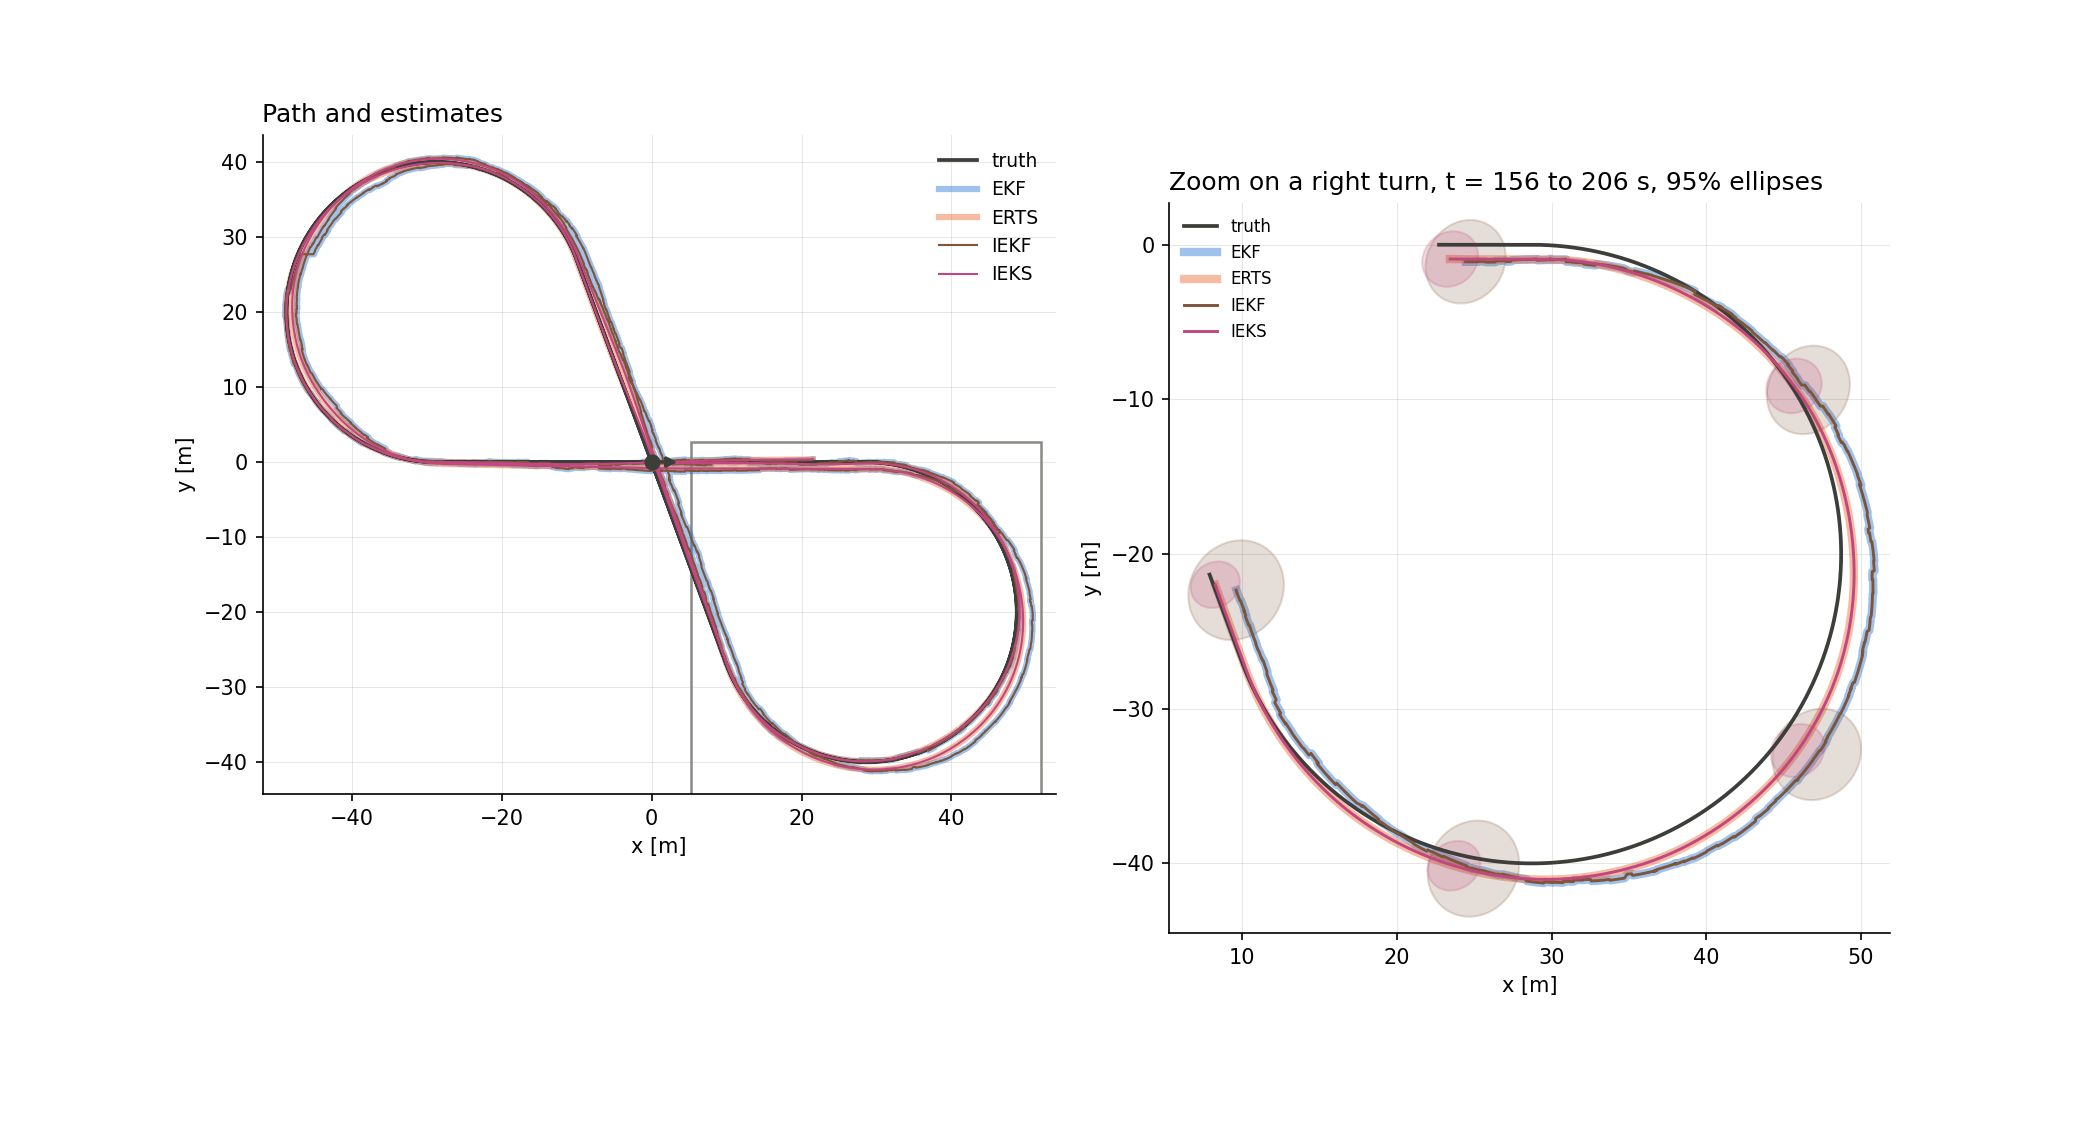 Path and estimates
40
30
20
10
0
−10
−20
−30
−40
y [m]
−40
−20
0
20
40
x [m]
truth
EKF
ERTS
IEKF
IEKS
Zoom on a right turn, t = 156 to 206 s, 95% ellipses
truth
EKF
ERTS
IEKF
IEKS
0
−10
−20
−30
−40
y [m]
10
20
30
40
50
x [m]